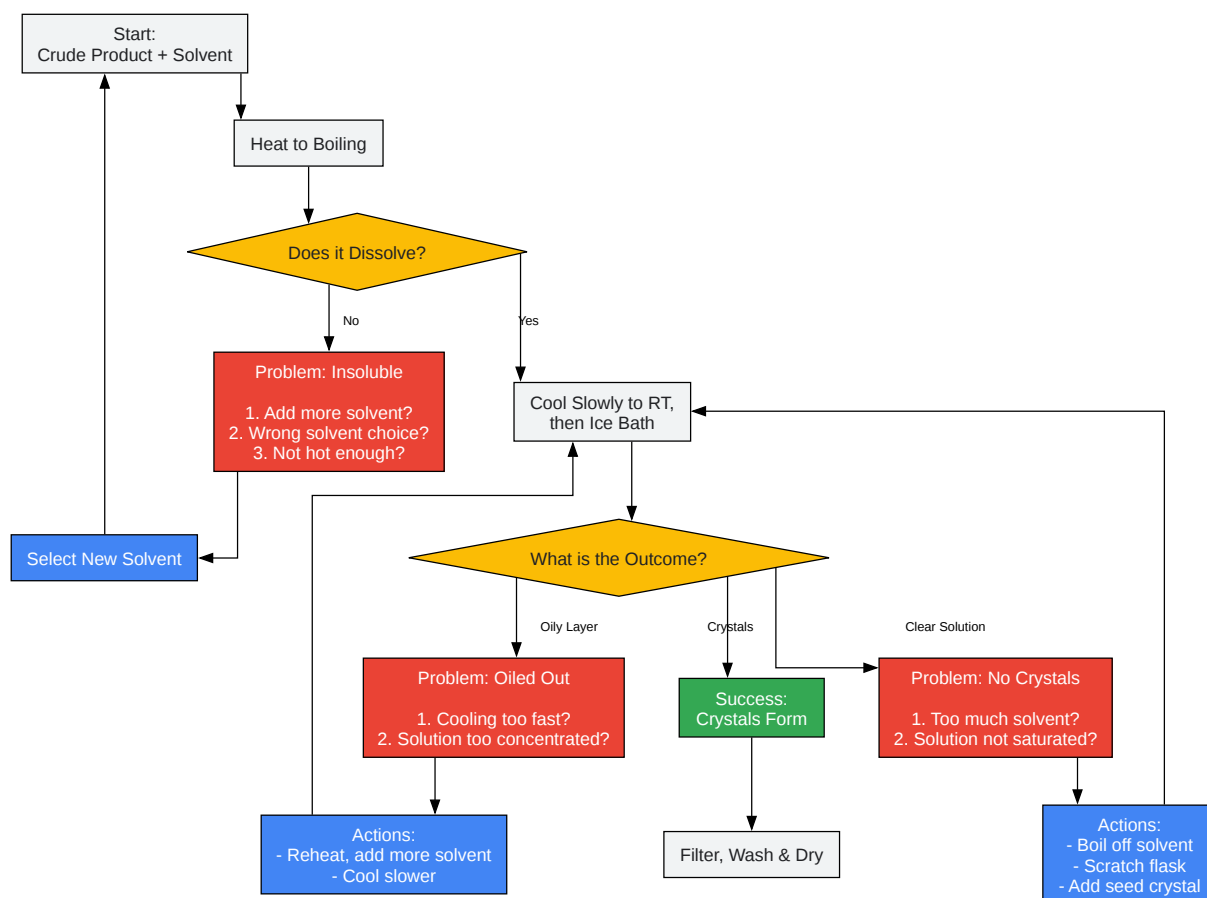 Start:
Crude Product + Solvent
Heat to Boiling
Does it Dissolve?
No
Yes
Problem: Insoluble
1. Add more solvent?
2. Wrong solvent choice?
3. Not hot enough?
Cool Slowly to RT,
then Ice Bath
Select New Solvent
What is the Outcome?
Oily Layer
Crystals
Clear Solution
Problem: Oiled Out
1. Cooling too fast?
2. Solution too concentrated?
Success:
Crystals Form
Problem: No Crystals
1. Too much solvent?
2. Solution not saturated?
Actions:
- Reheat, add more solvent
- Cool slower
Filter, Wash & Dry
Actions:
- Boil off solvent
- Scratch flask
- Add seed crystal